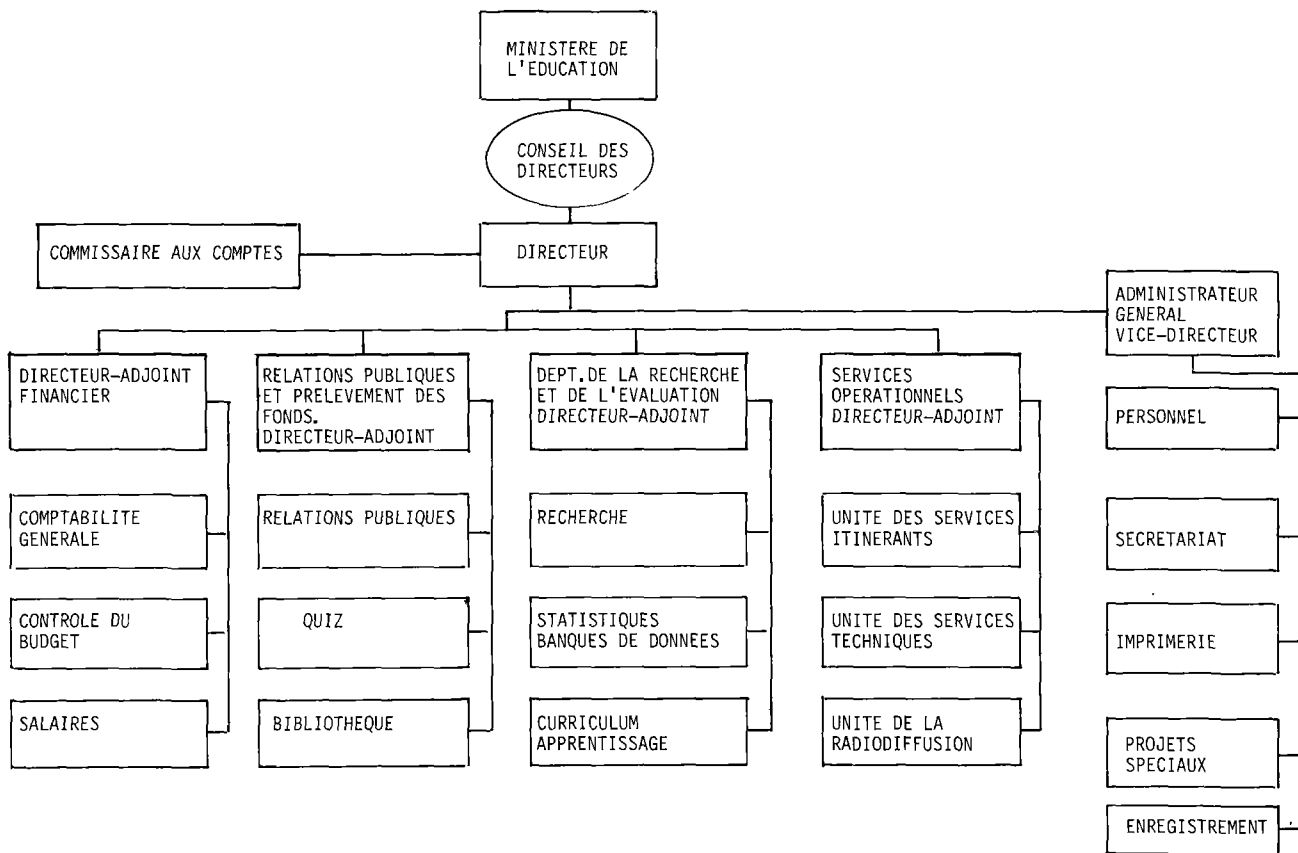 MINISTERE DE
L'EDUCATION
CONSEIL DES
DIRECTEURS
COMMISSAIRE AUX COMPTES
DIRECTEUR
ADMINISTRATEUR
GENERAL
VICE-DIRECTEUR
DIRECTEUR-ADJOINT
FINANCIER
RELATIONS PUBLIQUES
ET PRELEVEMENT DES
FONDS.
DIRECTEUR-ADJOINT
DEPT.DE LA RECHERCHE
ET DE L'EVALUATION
DIRECTEUR-ADJOINT
SERVICES
OPERATIONNELS
DIRECTEUR-ADJOINT
PERSONNEL
COMPTABILITE
GENERALE
RELATIONS PUBLIQUES
RECHERCHE
UNITE DES SERVICES
ITINERANTS
SECRETARIAT
CONTROLE DU
BUDGET
QUIZ
STATISTIQUES
BANQUES DE DONNEES
UNITE DES SERVICES
TECHNIQUES
IMPRIMERIE
SALAIRES
BIBLIOTHEQUE
CURRICULUM
APPRENTISSAGE
UNITE DE LA
RADIODIFFUSION
PROJETS
SPECIAUX
ENREGISTREMENT